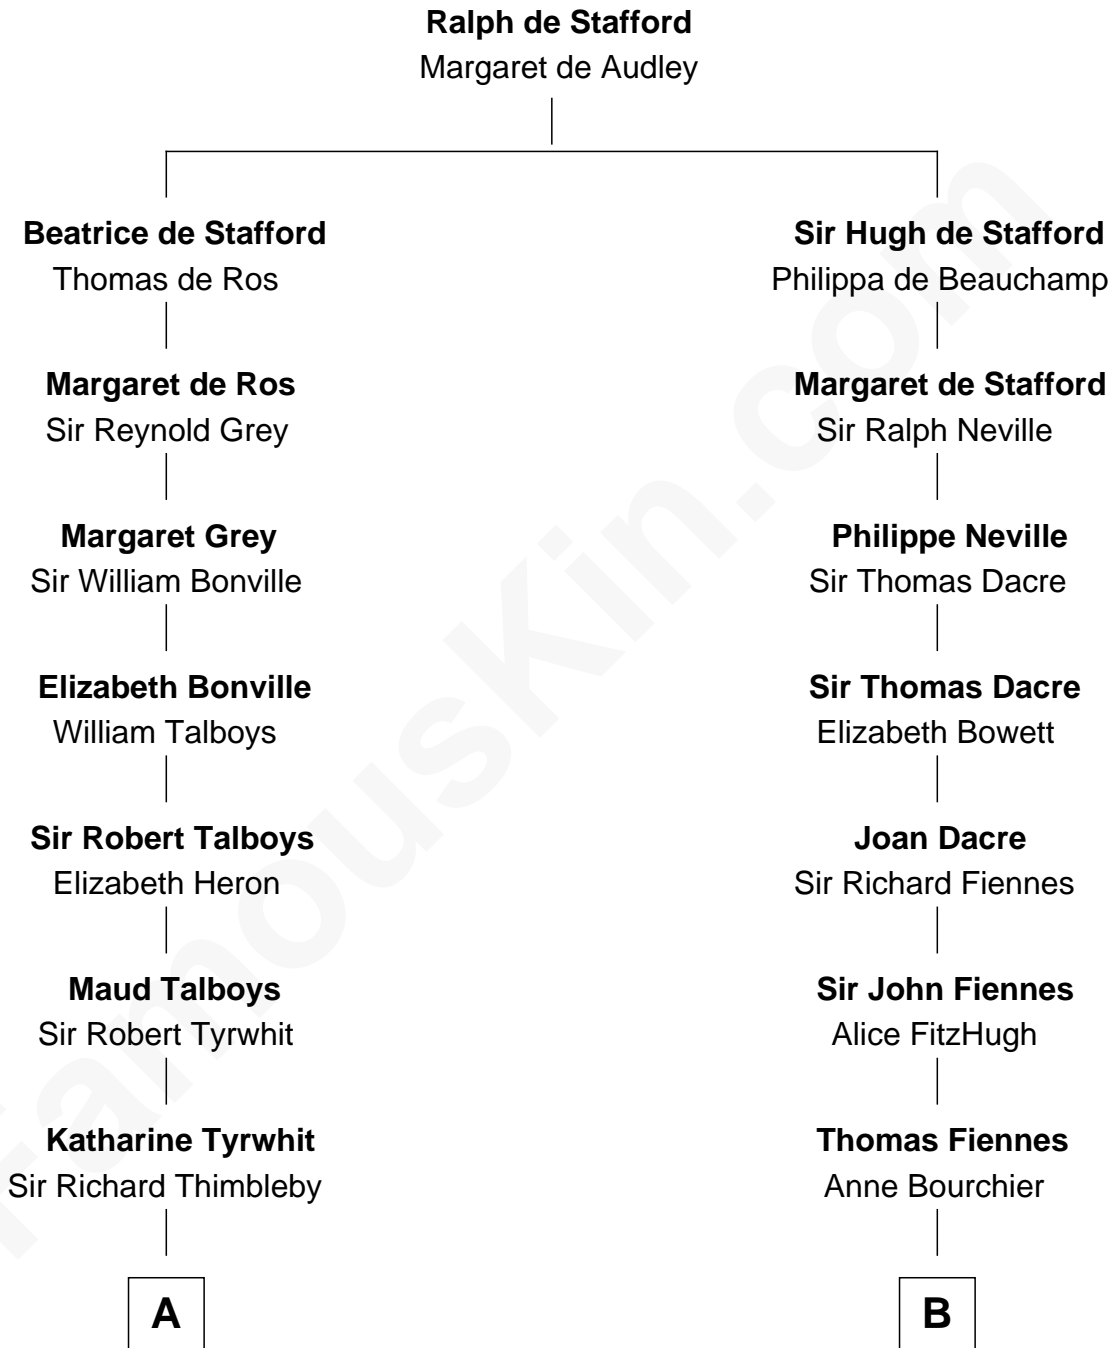 Ralph de Stafford
Margaret de Audley
Beatrice de Stafford
Thomas de Ros
Sir Hugh de Stafford
Philippa de Beauchamp
Margaret de Ros
Sir Reynold Grey
Margaret de Stafford
Sir Ralph Neville
Margaret Grey
Sir William Bonville
Philippe Neville
Sir Thomas Dacre
Elizabeth Bonville
William Talboys
Sir Thomas Dacre
Elizabeth Bowett
Sir Robert Talboys
Elizabeth Heron
Joan Dacre
Sir Richard Fiennes
Maud Talboys
Sir Robert Tyrwhit
Sir John Fiennes
Alice FitzHugh
Katharine Tyrwhit
Sir Richard Thimbleby
Thomas Fiennes
Anne Bourchier
A
B
FamousKin.com